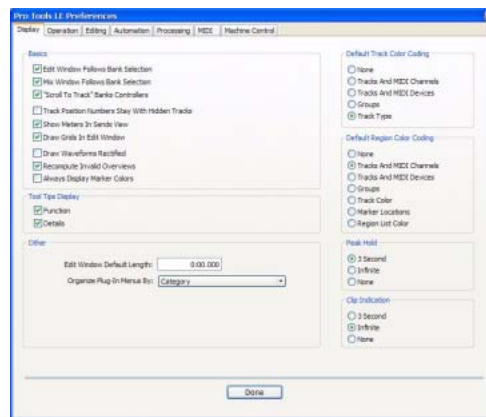 Pro Tools LE Preferences
Display Operation Editing Automation Processing MIDI Machine Control
Basics
Edit Window Follows Bank Selection
Mix Window Follows Bank Selection
"Scroll To Track" Banks Controllers
Track Position Numbers Stay With Hidden Tracks
Show Meters In Sends View
Draw Grids In Edit Window
Draw Waveforms Rectified
Recompute Invalid Overviews
Always Display Marker Colors
Tool Tips Display
Function
Details
Other
Edit Window Default Length: 0:00.000
Organize Plug-In Menus By: Category
Default Track Color Coding
None
Tracks And MIDI Channels
Tracks And MIDI Devices
Groups
Track Type
Default Region Color Coding
None
Tracks And MIDI Channels
Tracks And MIDI Devices
Groups
Track Color
Marker Locations
Region List Color
Peak Hold
3 Second
Infinite
None
Clip Indication
3 Second
Infinite
None
Done